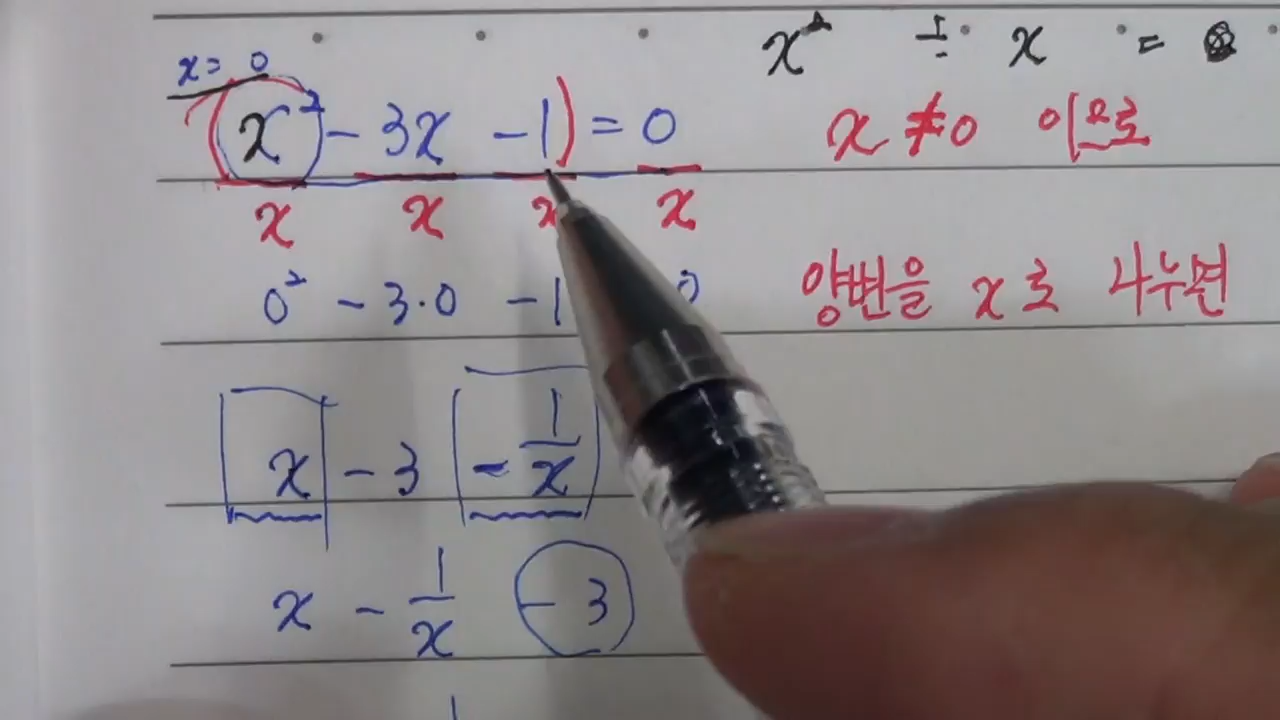 x² ÷ x =
x = 0
(x² - 3x - 1) = 0
x ≠ 0 이므로
x x x x
0² - 3·0 - 1 0
양변을 x로 나누면
x - 3 - 1/x
x - 1/x - 3